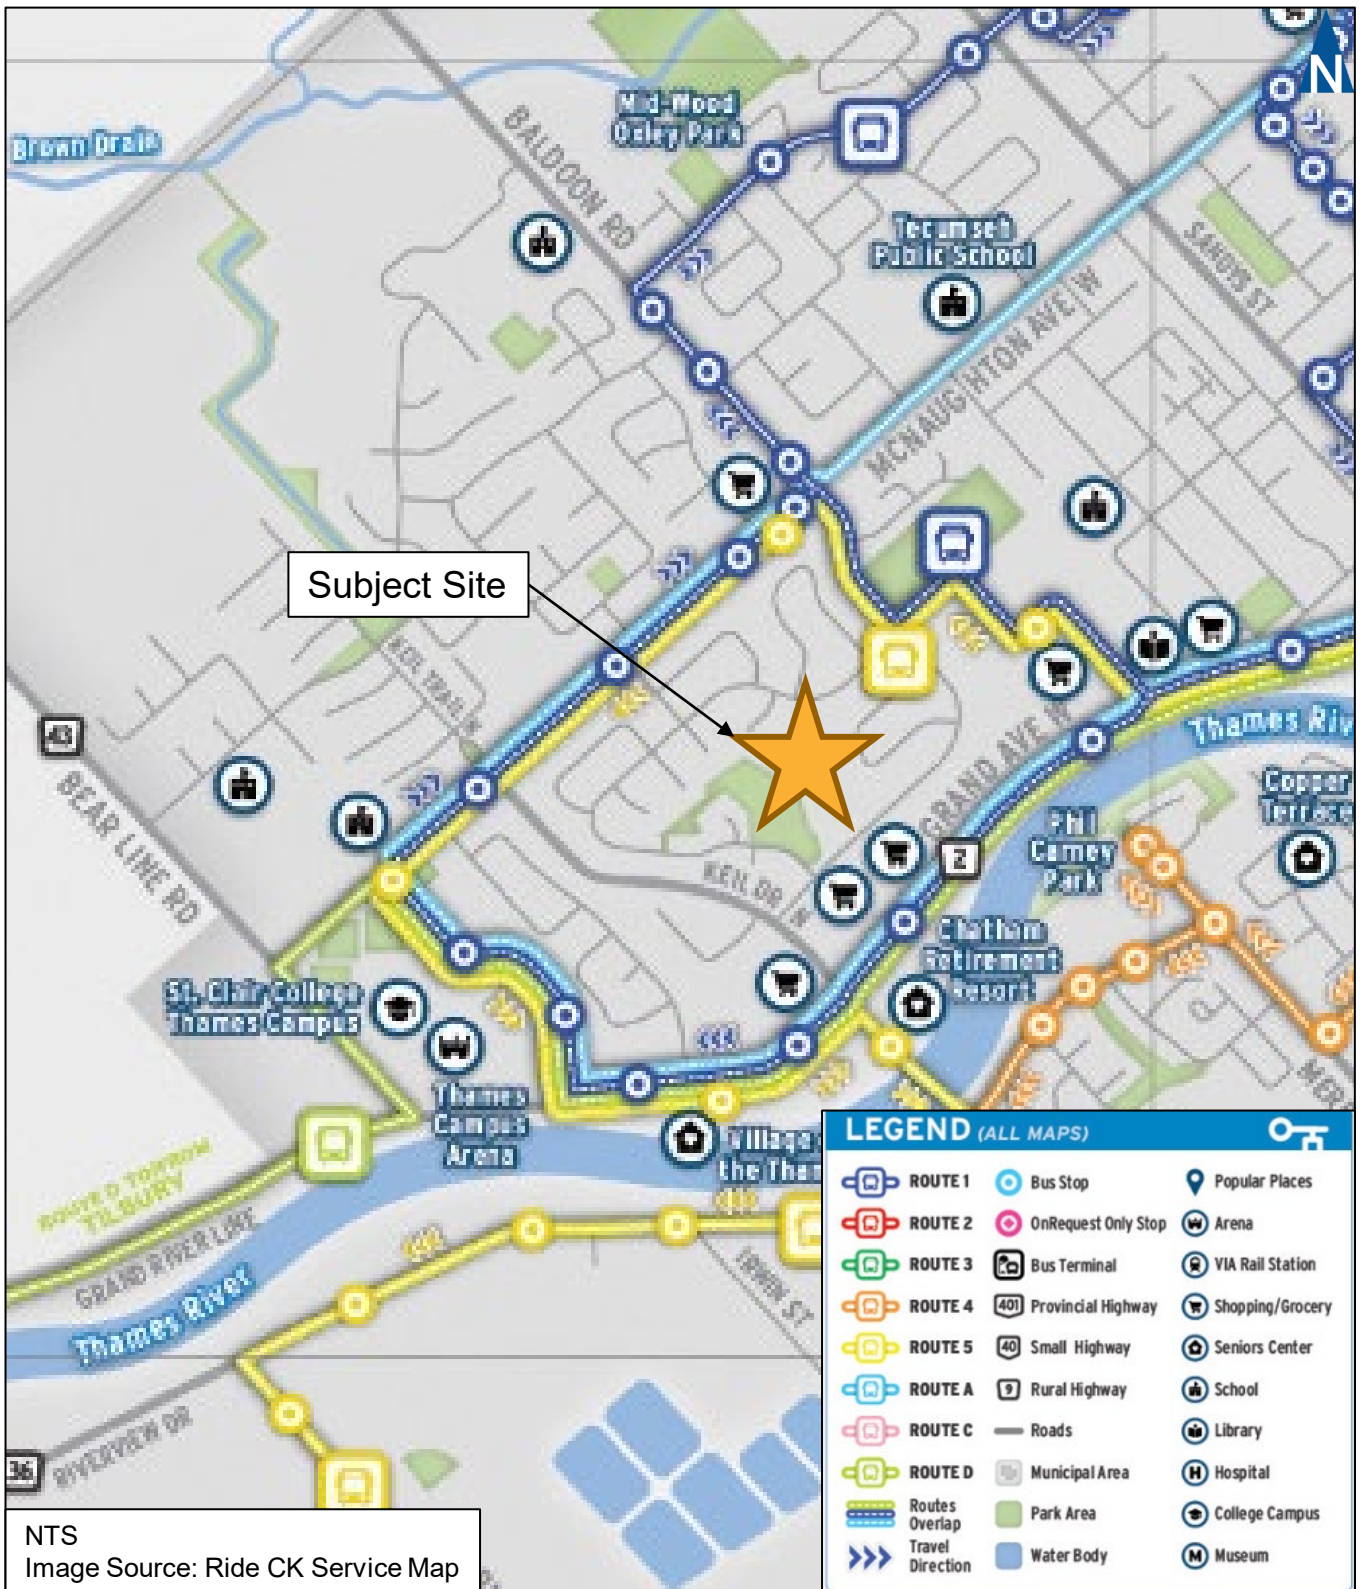 N
Brown Drain
Mid-Wood
Oxley Park
BALDOON RD
Tecumseh
Public School
SANDYS ST
MCNAUGHTON AVE W
Subject Site
KEIL TRAIL N
43
BEAR LINE RD
Thames River
GRAND AVE W
Copper
Terrace
Phil
Carney
Park
2
KEIL DR N
Chatham
Retirement
Resort
St. Clair College
Thames Campus
Thames
Campus
Arena
Village
the Tham
ROUTE D TO/FROM
TILBURY
GRAND RIVER LINE
Thames River
IRWIN ST
RIVERVIEW DR
36
LEGEND (ALL MAPS)
ROUTE 1
ROUTE 2
ROUTE 3
ROUTE 4
ROUTE 5
ROUTE A
ROUTE C
ROUTE D
Routes
Overlap
Travel
Direction
Bus Stop
OnRequest Only Stop
Bus Terminal
401 Provincial Highway
40 Small Highway
9 Rural Highway
Roads
Municipal Area
Park Area
Water Body
Popular Places
Arena
VIA Rail Station
Shopping/Grocery
Seniors Center
School
Library
H Hospital
College Campus
M Museum
NTS
Image Source: Ride CK Service Map